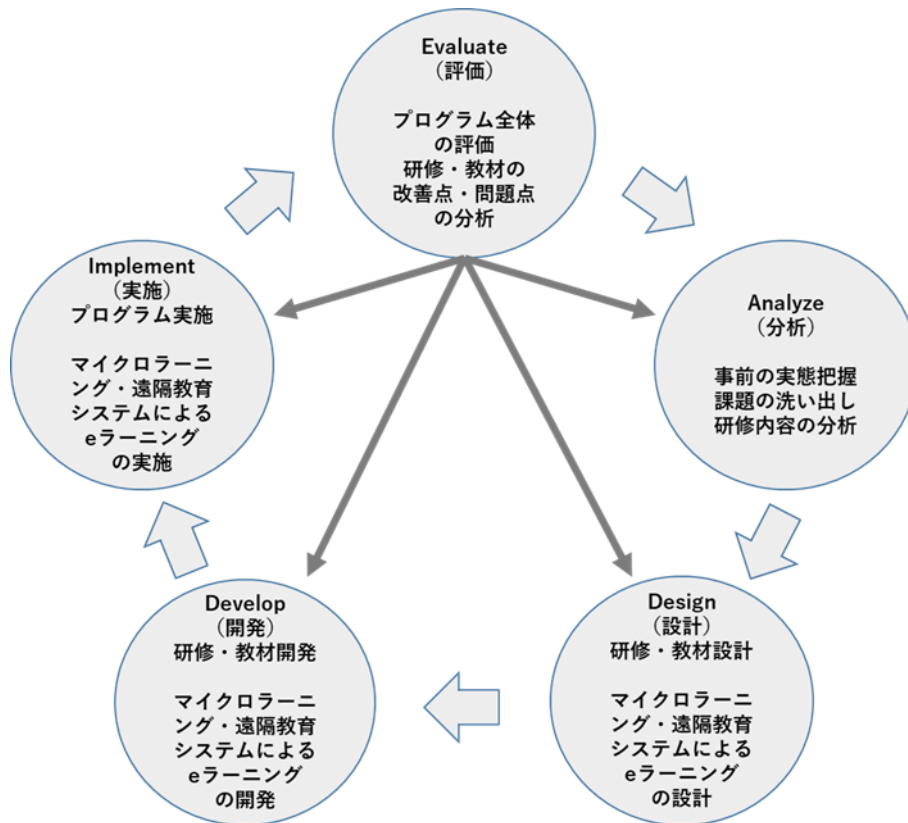 Evaluate
（評価）
プログラム全体
の評価
研修・教材の
改善点・問題点
の分析
Analyze
（分析）
事前の実態把握
課題の洗い出し
研修内容の分析
Design
（設計）
研修・教材設計
マイクロラーニ
ング・遠隔教育
システムによる
eラーニング
の設計
Develop
（開発）
研修・教材開発
マイクロラーニ
ング・遠隔教育
システムによる
eラーニング
の開発
Implement
（実施）
プログラム実施
マイクロラーニ
ング・遠隔教育
システムによる
eラーニング
の実施